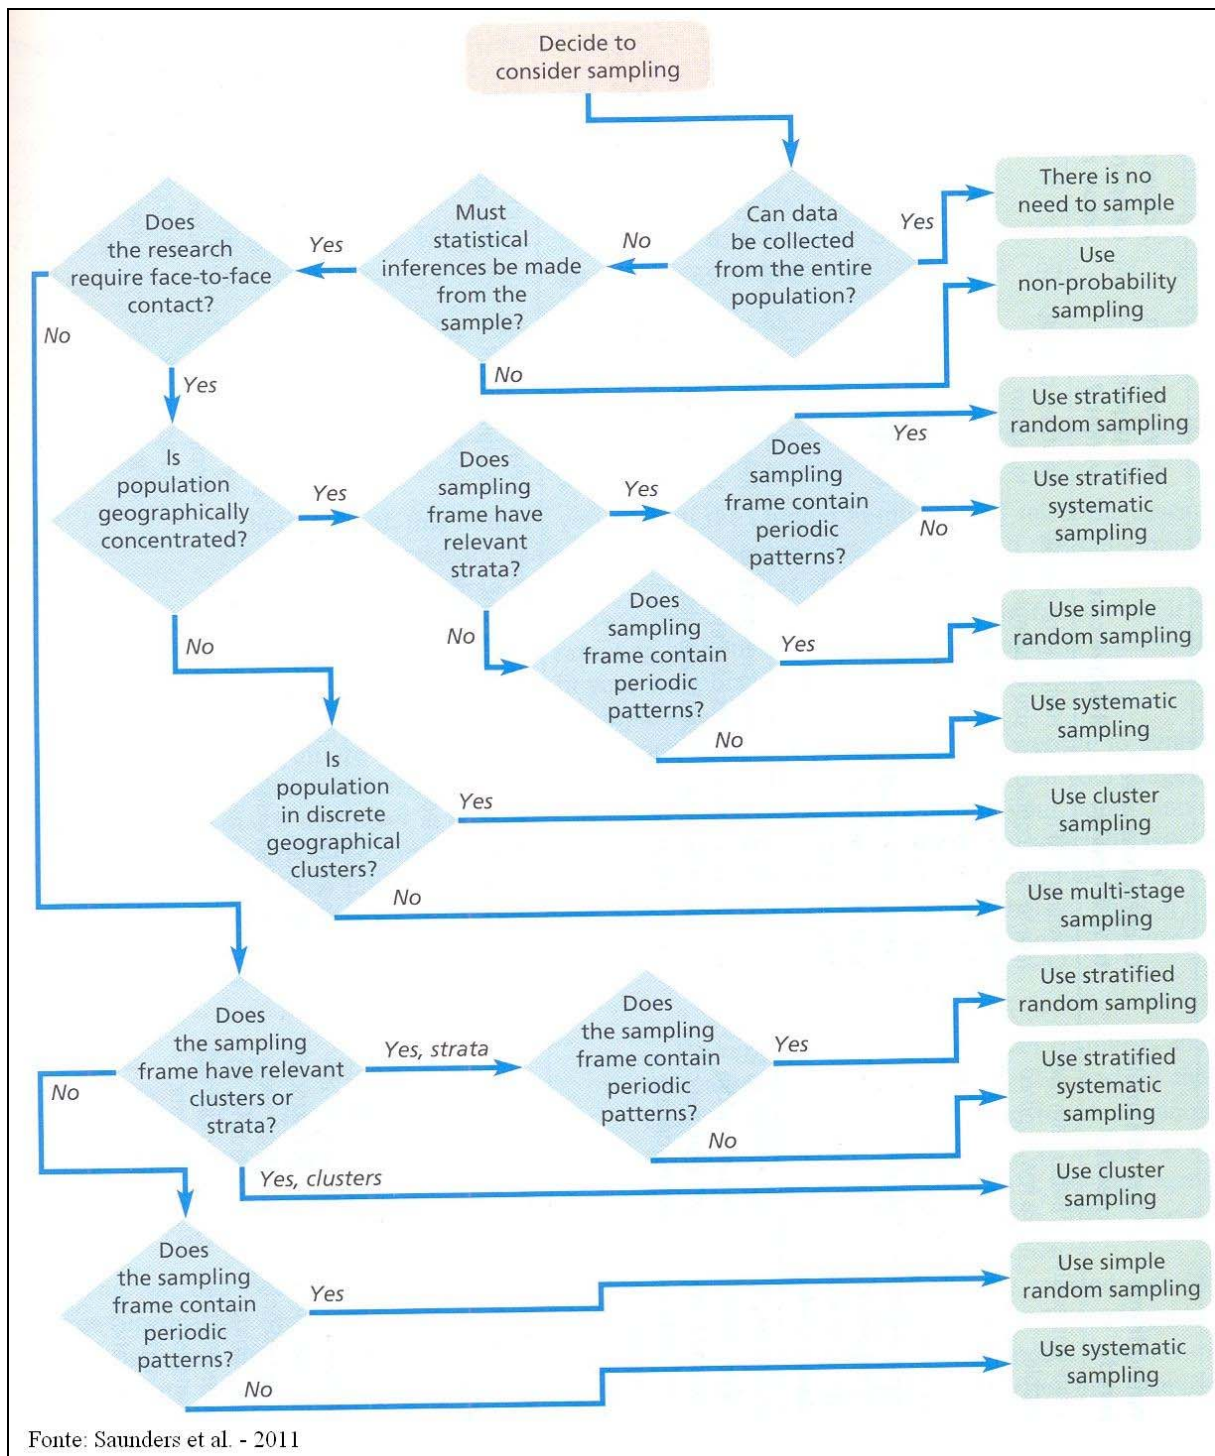 Decide to
consider sampling
There is no
need to sample
Does
the research
require face-to-face
contact?
Yes
Must
statistical
inferences be made
from the
sample?
No
Can data
be collected
from the entire
population?
Yes
Use
non-probability
sampling
No
No
Yes
Use stratified
random sampling
Is
population
geographically
concentrated?
Yes
Does
sampling
frame have
relevant
strata?
Yes
Does
sampling
frame contain
periodic
patterns?
Yes
No
Use stratified
systematic
sampling
No
No
Does
sampling
frame contain
periodic
patterns?
Yes
Use simple
random sampling
No
Use systematic
sampling
Is
population
in discrete
geographical
clusters?
Yes
Use cluster
sampling
No
Use multi-stage
sampling
Does
the sampling
frame have relevant
clusters or
strata?
No
Yes, strata
Does
the sampling
frame contain
periodic
patterns?
Yes
Use stratified
random sampling
No
Use stratified
systematic
sampling
Yes, clusters
Use cluster
sampling
Does
the sampling
frame contain
periodic
patterns?
Yes
Use simple
random sampling
No
Use systematic
sampling
Fonte: Saunders et al. - 2011